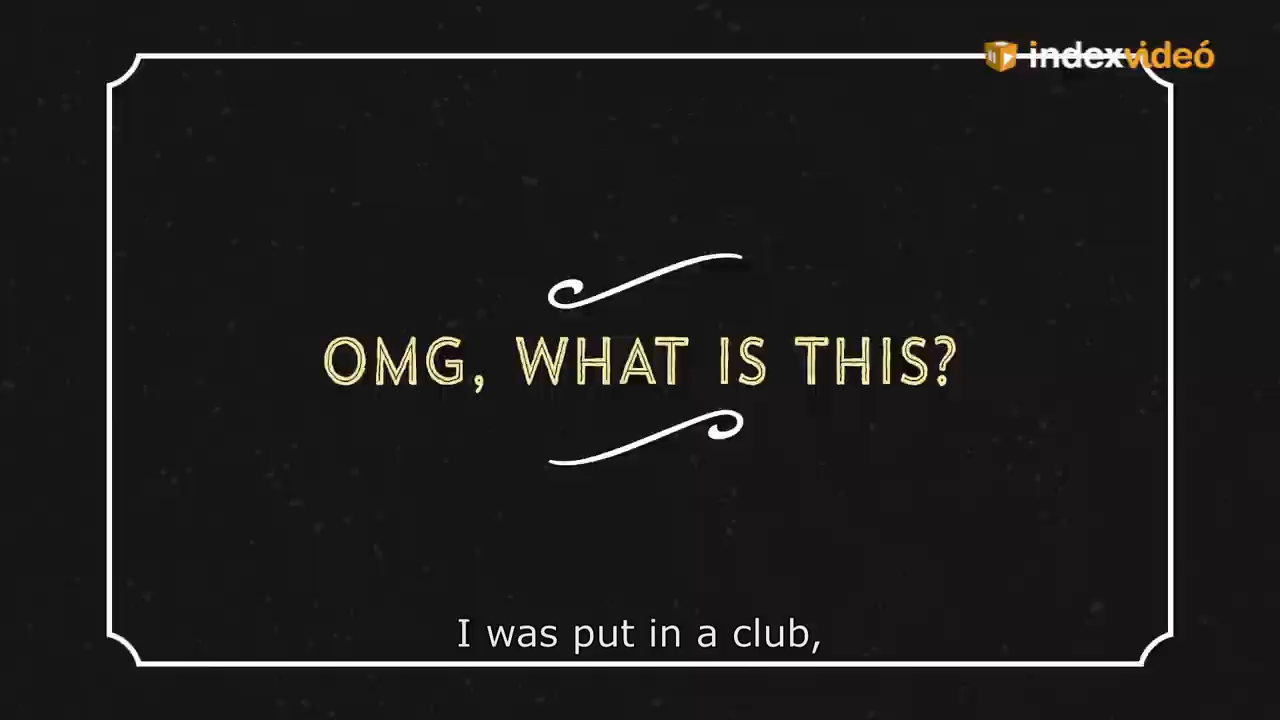 indexvideó
OMG, WHAT IS THIS?
I was put in a club,